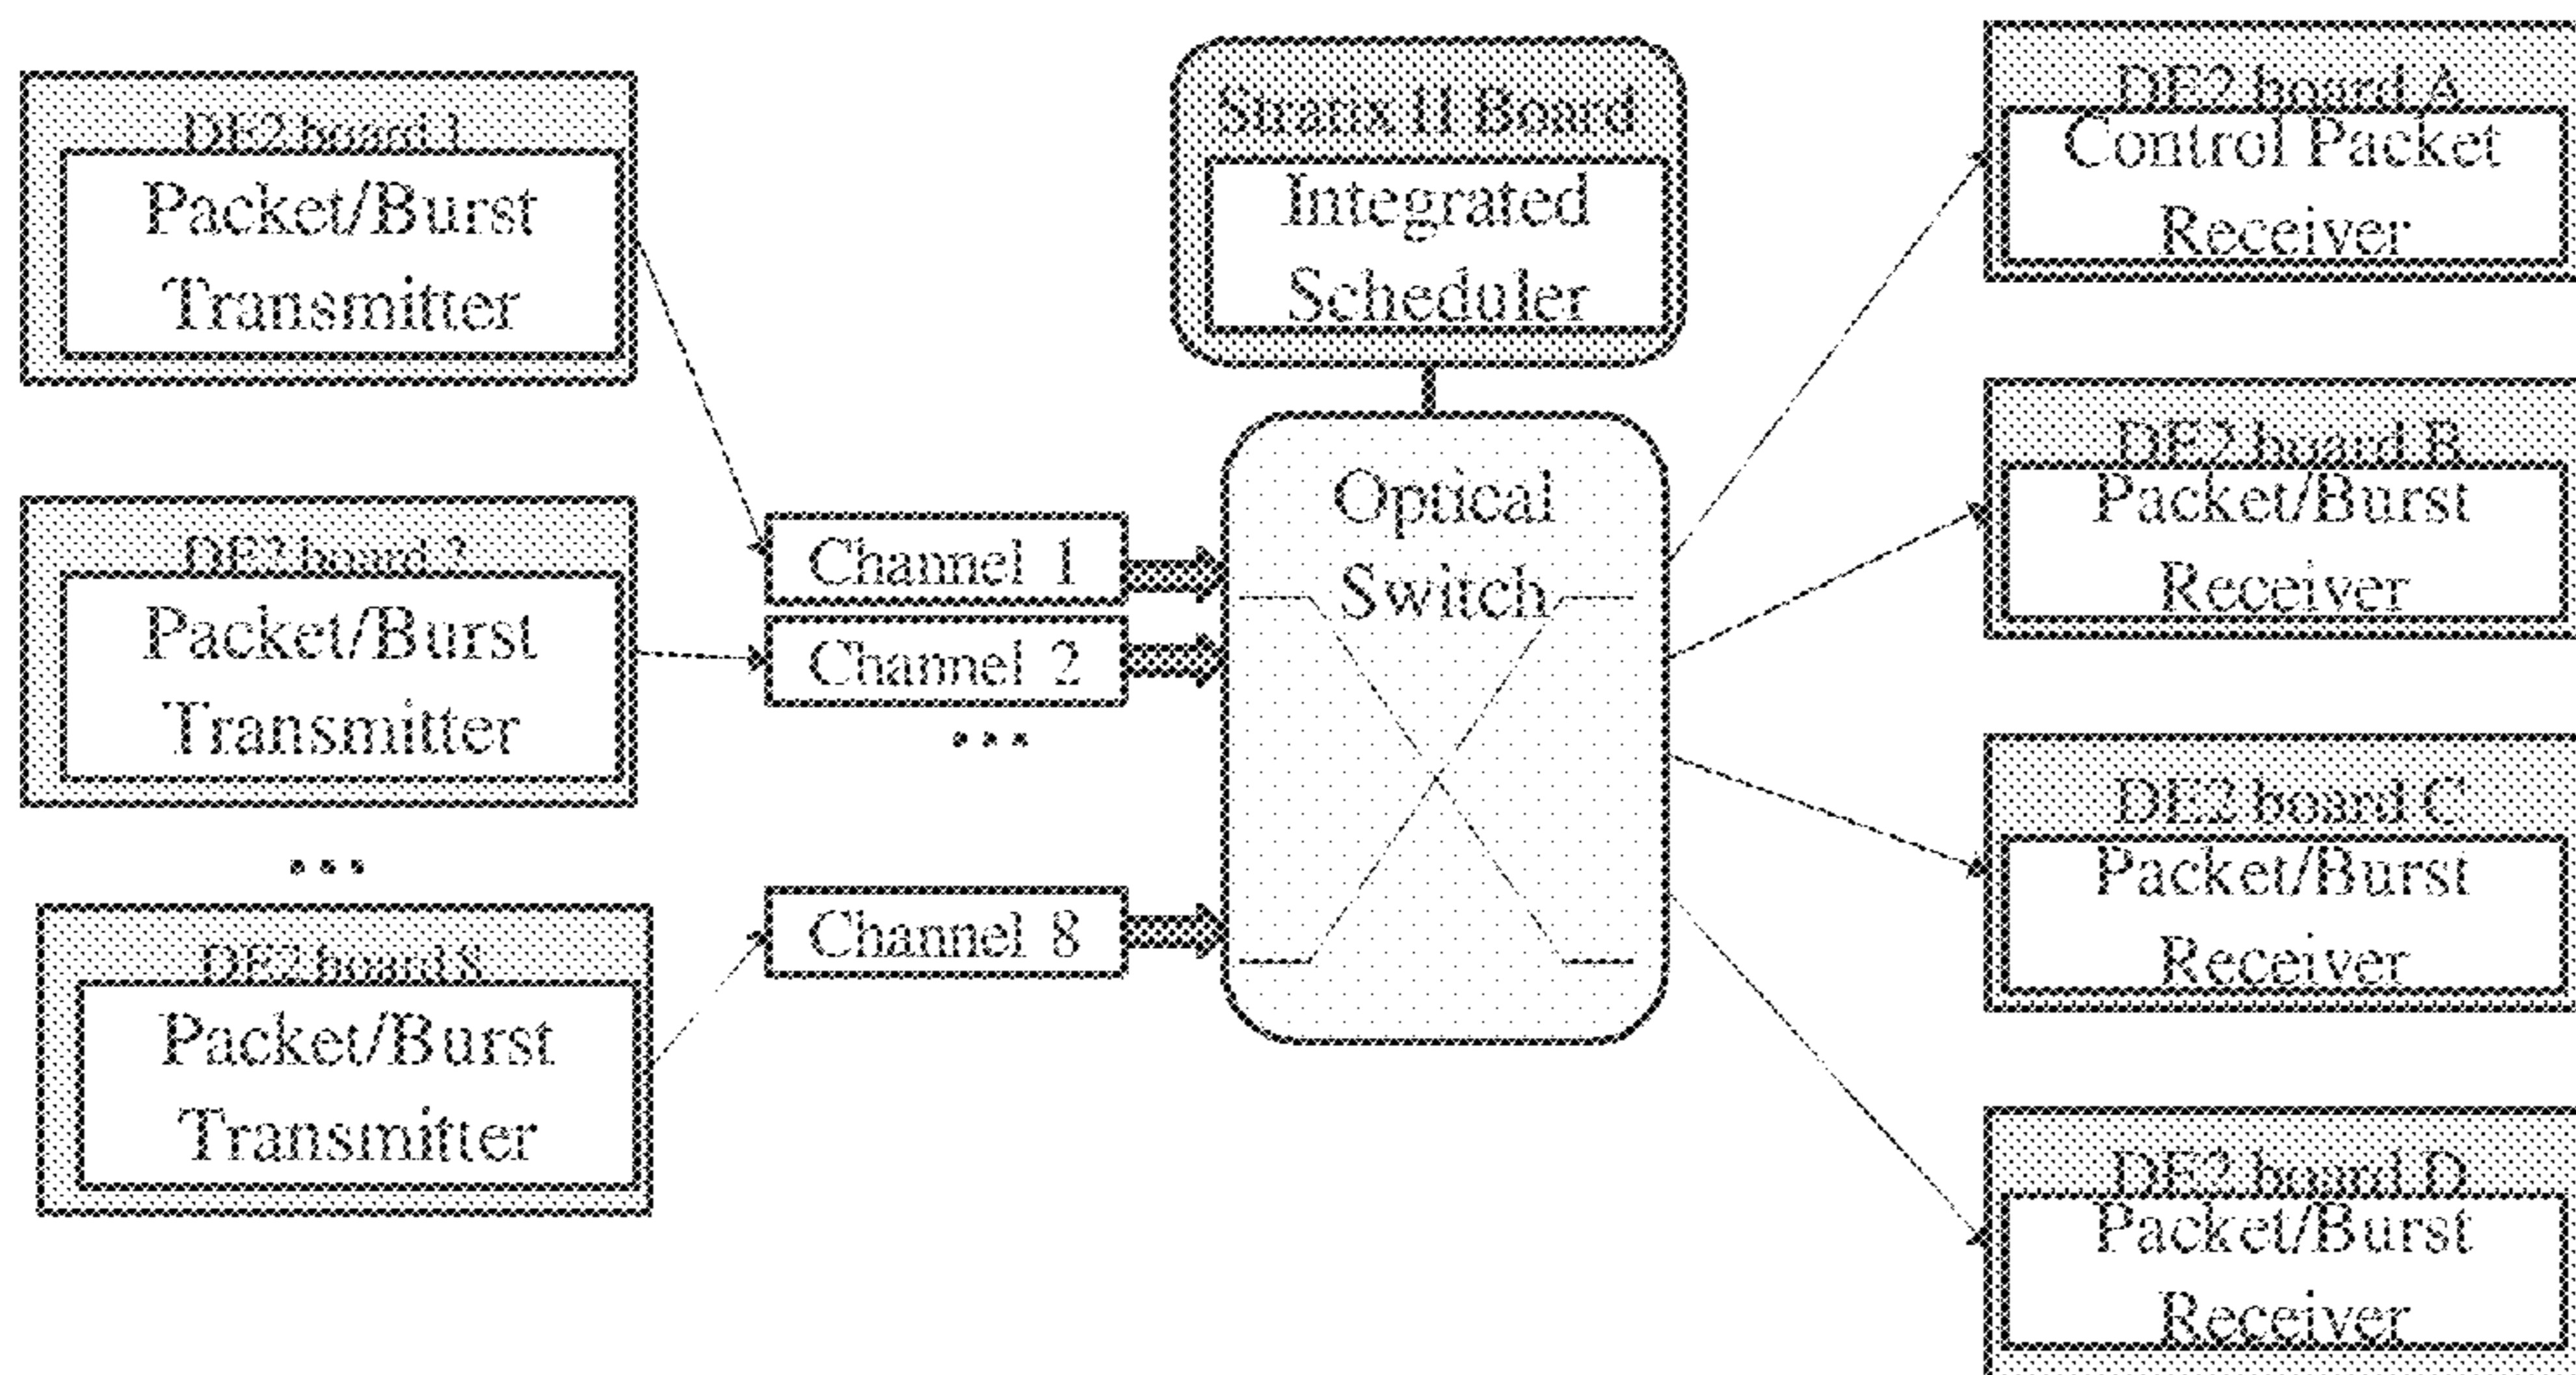 DE2 board 1
Packet/Burst
Transmitter
DE2 board 2
Packet/Burst
Transmitter
...
DE2 board 8
Packet/Burst
Transmitter
Channel 1
Channel 2
...
Channel 8
Stratix II Board
Integrated
Scheduler
Optical
Switch
DE2 board A
Control Packet
Receiver
DE2 board B
Packet/Burst
Receiver
DE2 board C
Packet/Burst
Receiver
DE2 board D
Packet/Burst
Receiver